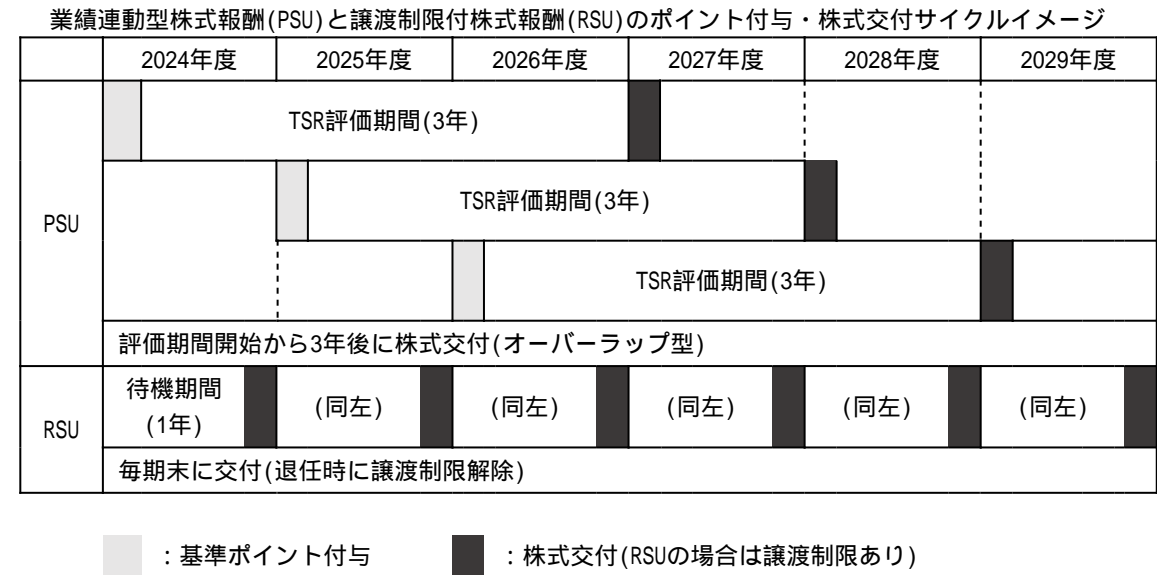 業績連動型株式報酬(PSU)と譲渡制限付株式報酬(RSU)のポイント付与・株式交付サイクルイメージ
2024年度 2025年度 2026年度 2027年度 2028年度 2029年度
PSU
TSR評価期間(3年)
TSR評価期間(3年)
TSR評価期間(3年)
評価期間開始から3年後に株式交付(オーバーラップ型)
RSU
待機期間
(1年)
(同左) (同左) (同左) (同左) (同左)
毎期末に交付(退任時に譲渡制限解除)
：基準ポイント付与
：株式交付(RSUの場合は譲渡制限あり)